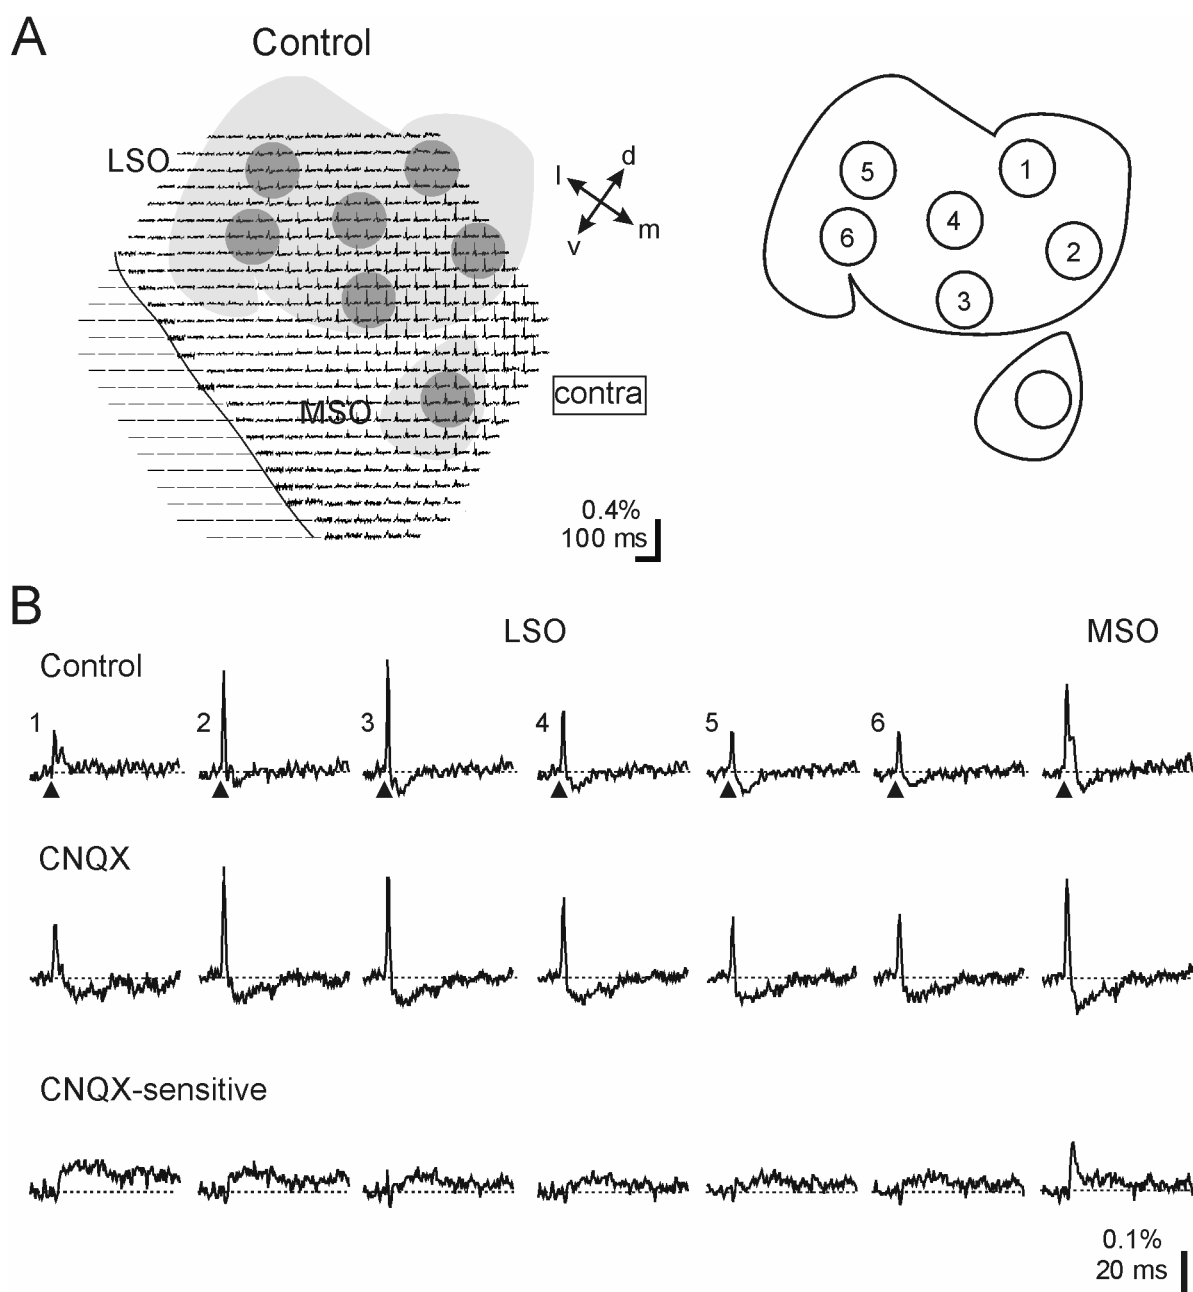 A
Control
LSO
l
d
v
m
contra
MSO
0.4%
100 ms
5
1
4
6
2
3
B
LSO
MSO
Control
1
2
3
4
5
6
CNQX
CNQX-sensitive
0.1%
20 ms